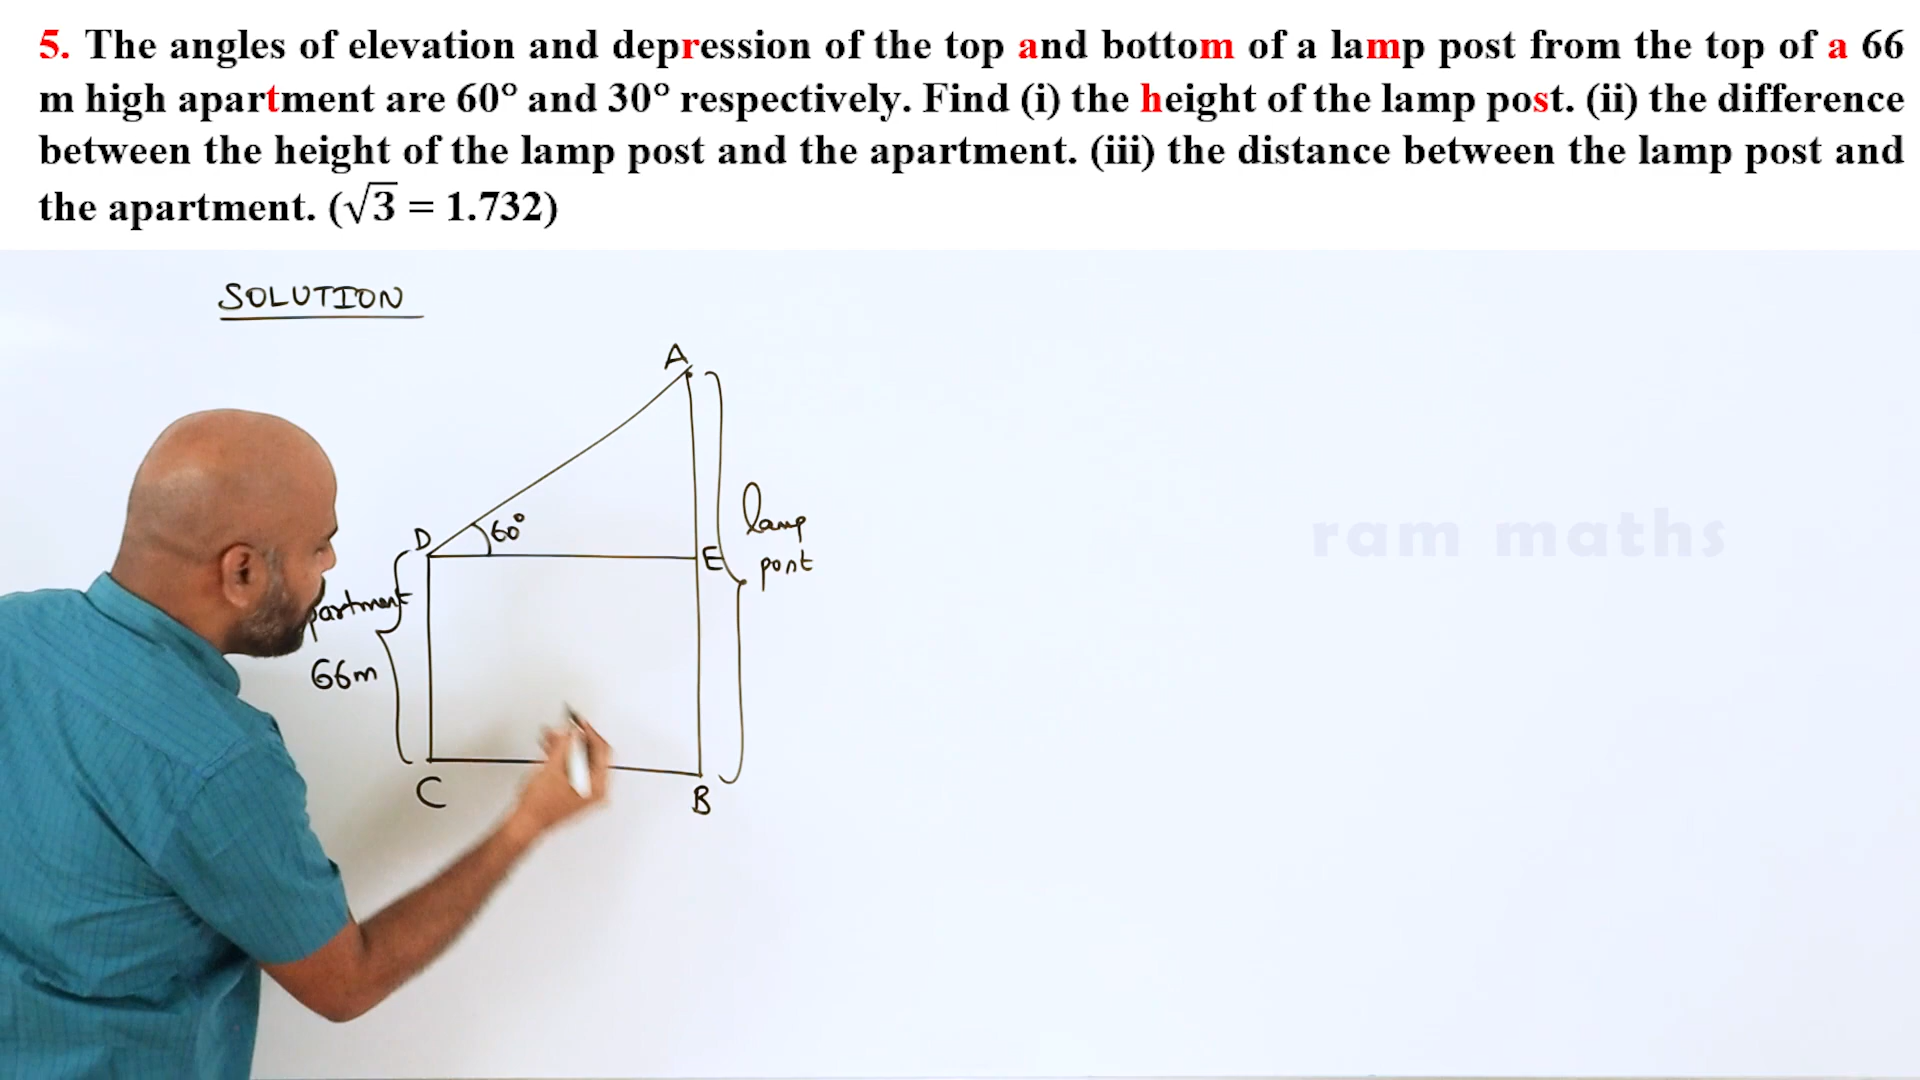 5. The angles of elevation and depression of the top and bottom of a lamp post from the top of a 66
m high apartment are 60° and 30° respectively. Find (i) the height of the lamp post. (ii) the difference
between the height of the lamp post and the apartment. (iii) the distance between the lamp post and
the apartment. (√3 = 1.732)
SOLUTION
A
lamp
post
ram maths
D
60°
E
partment
66m
C
B